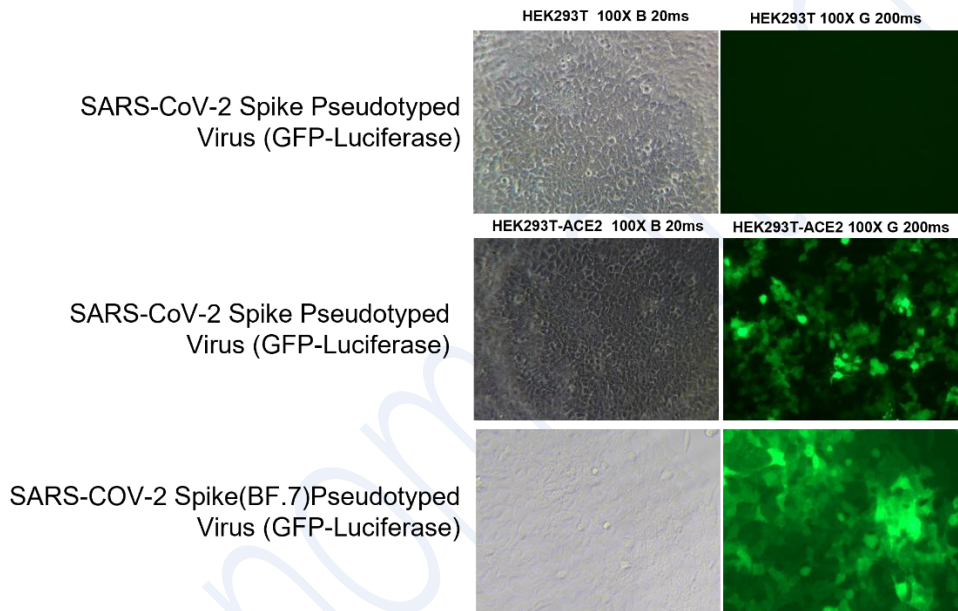 HEK293T 100X B 20ms
HEK293T 100X G 200ms
SARS-CoV-2 Spike Pseudotyped
Virus (GFP-Luciferase)
HEK293T-ACE2 100X B 20ms
HEK293T-ACE2 100X G 200ms
SARS-CoV-2 Spike Pseudotyped
Virus (GFP-Luciferase)
SARS-COV-2 Spike(BF.7)Pseudotyped
Virus (GFP-Luciferase)